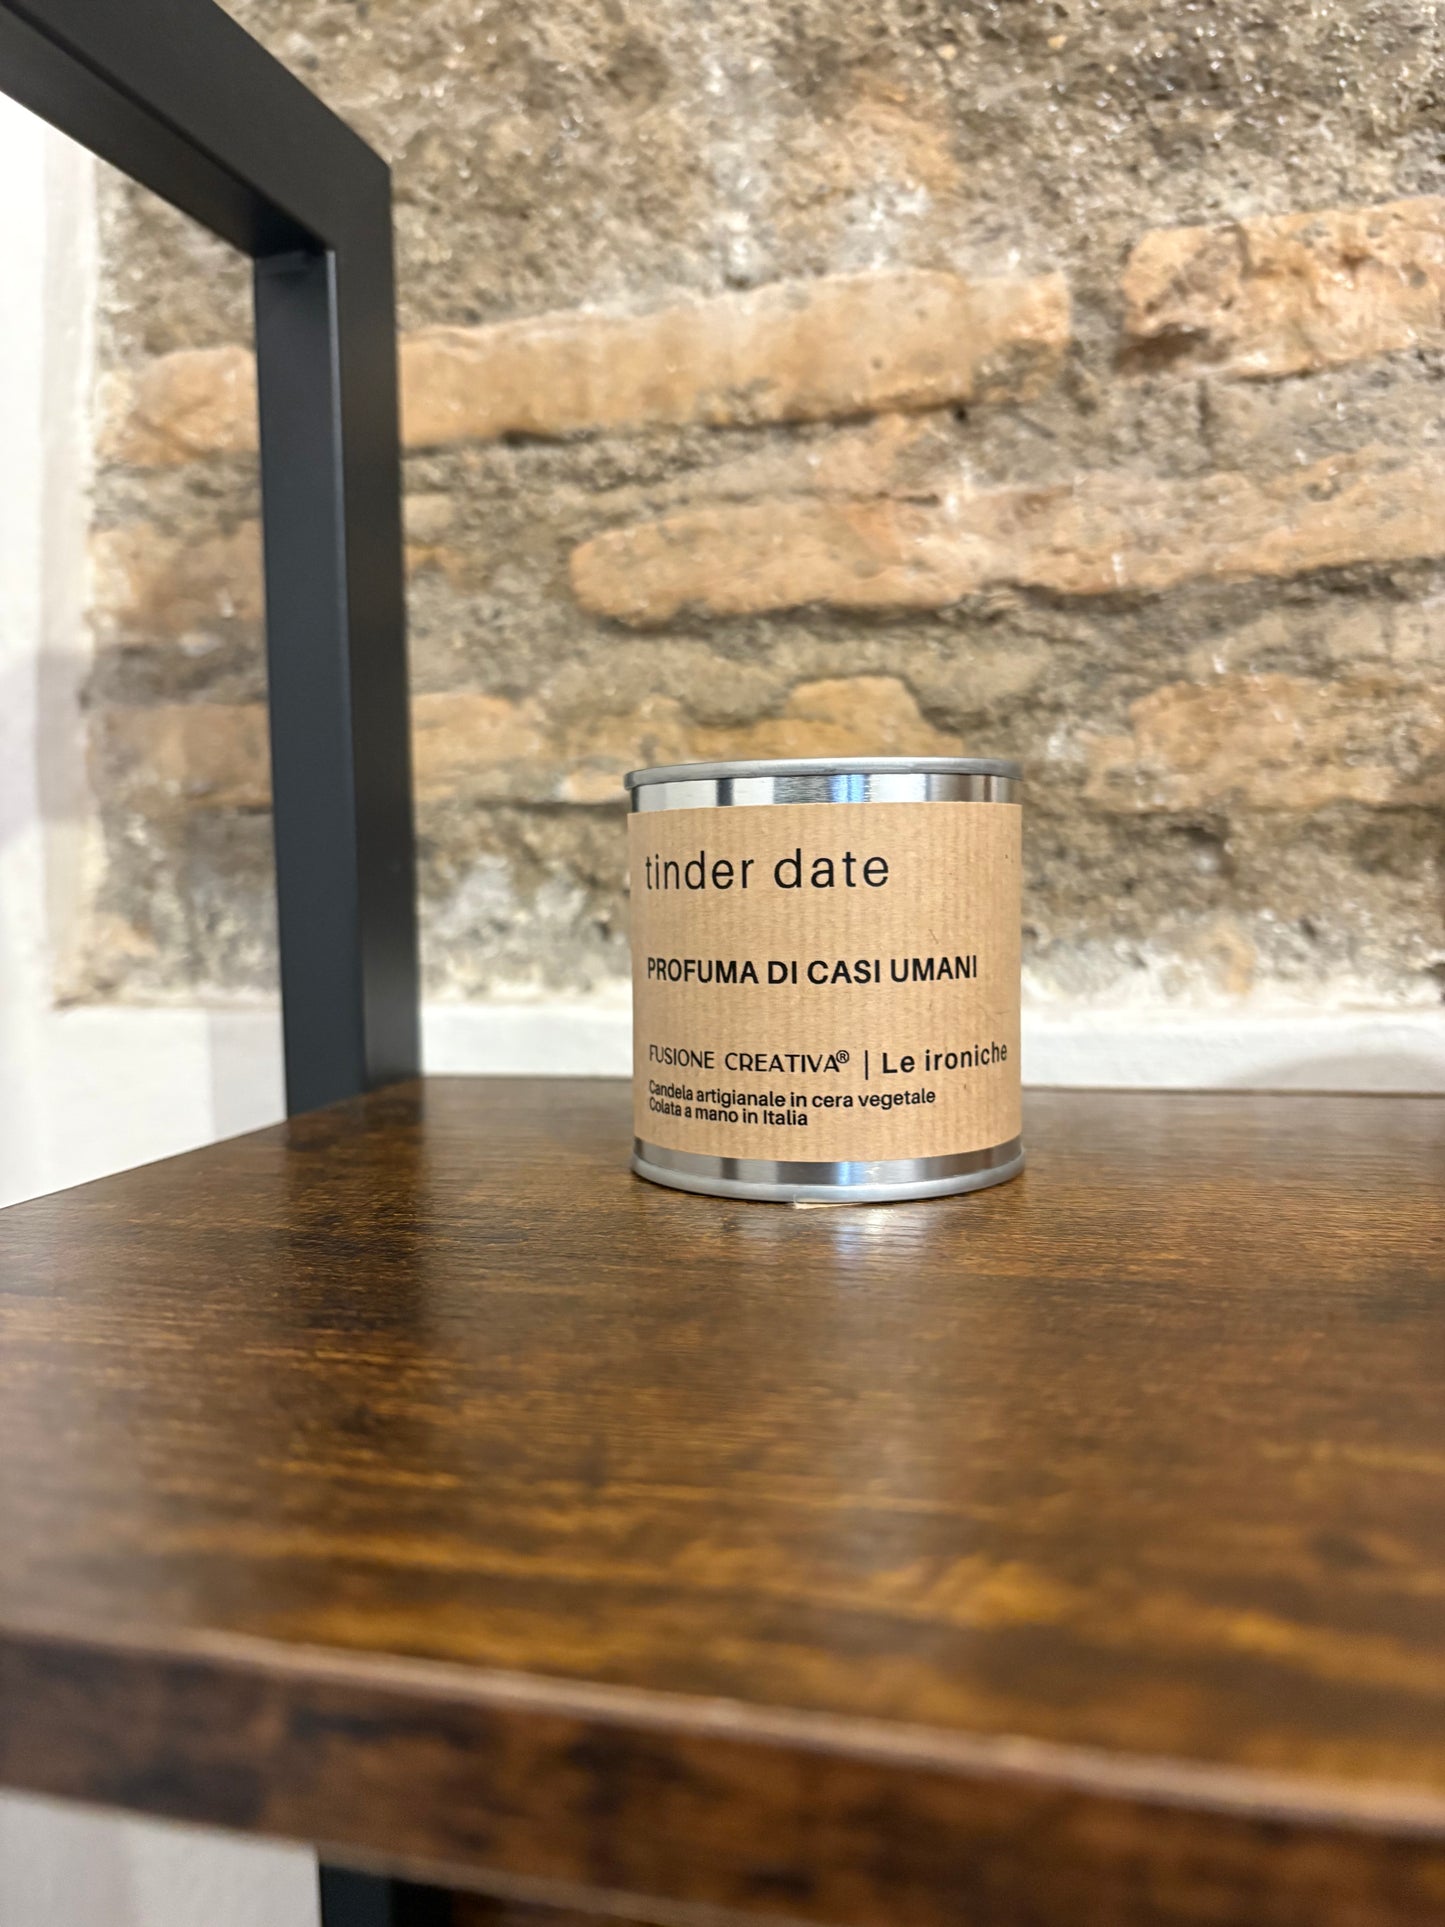 tinder date
PROFUMA DI CASI UMANI
FUSIONE CREATIVA® | Le ironiche
Candela artigianale in cera vegetale
Colata a mano in Italia